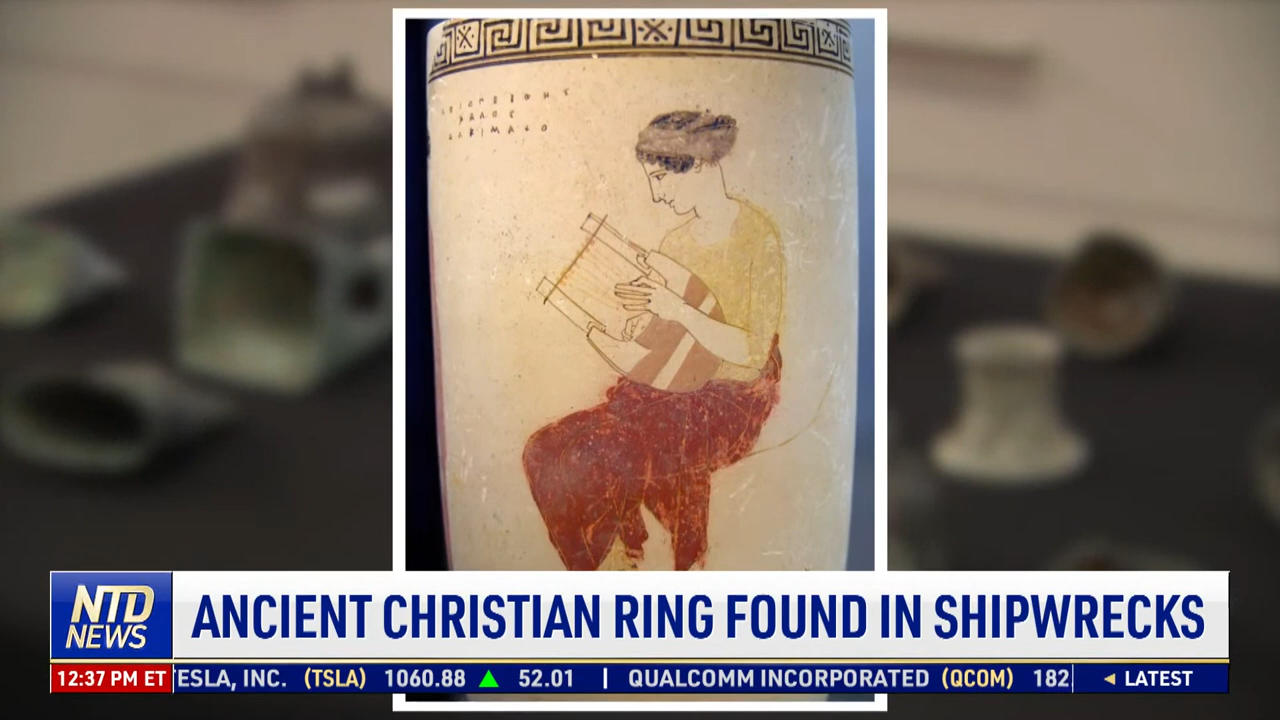 ΚΑΛΟΣ
NTD
NEWS
ANCIENT CHRISTIAN RING FOUND IN SHIPWRECKS
12:37 PM ET
ESLA, INC. (TSLA) 1060.88 ▲ 52.01 | QUALCOMM INCORPORATED (QCOM) 182
◄ LATEST